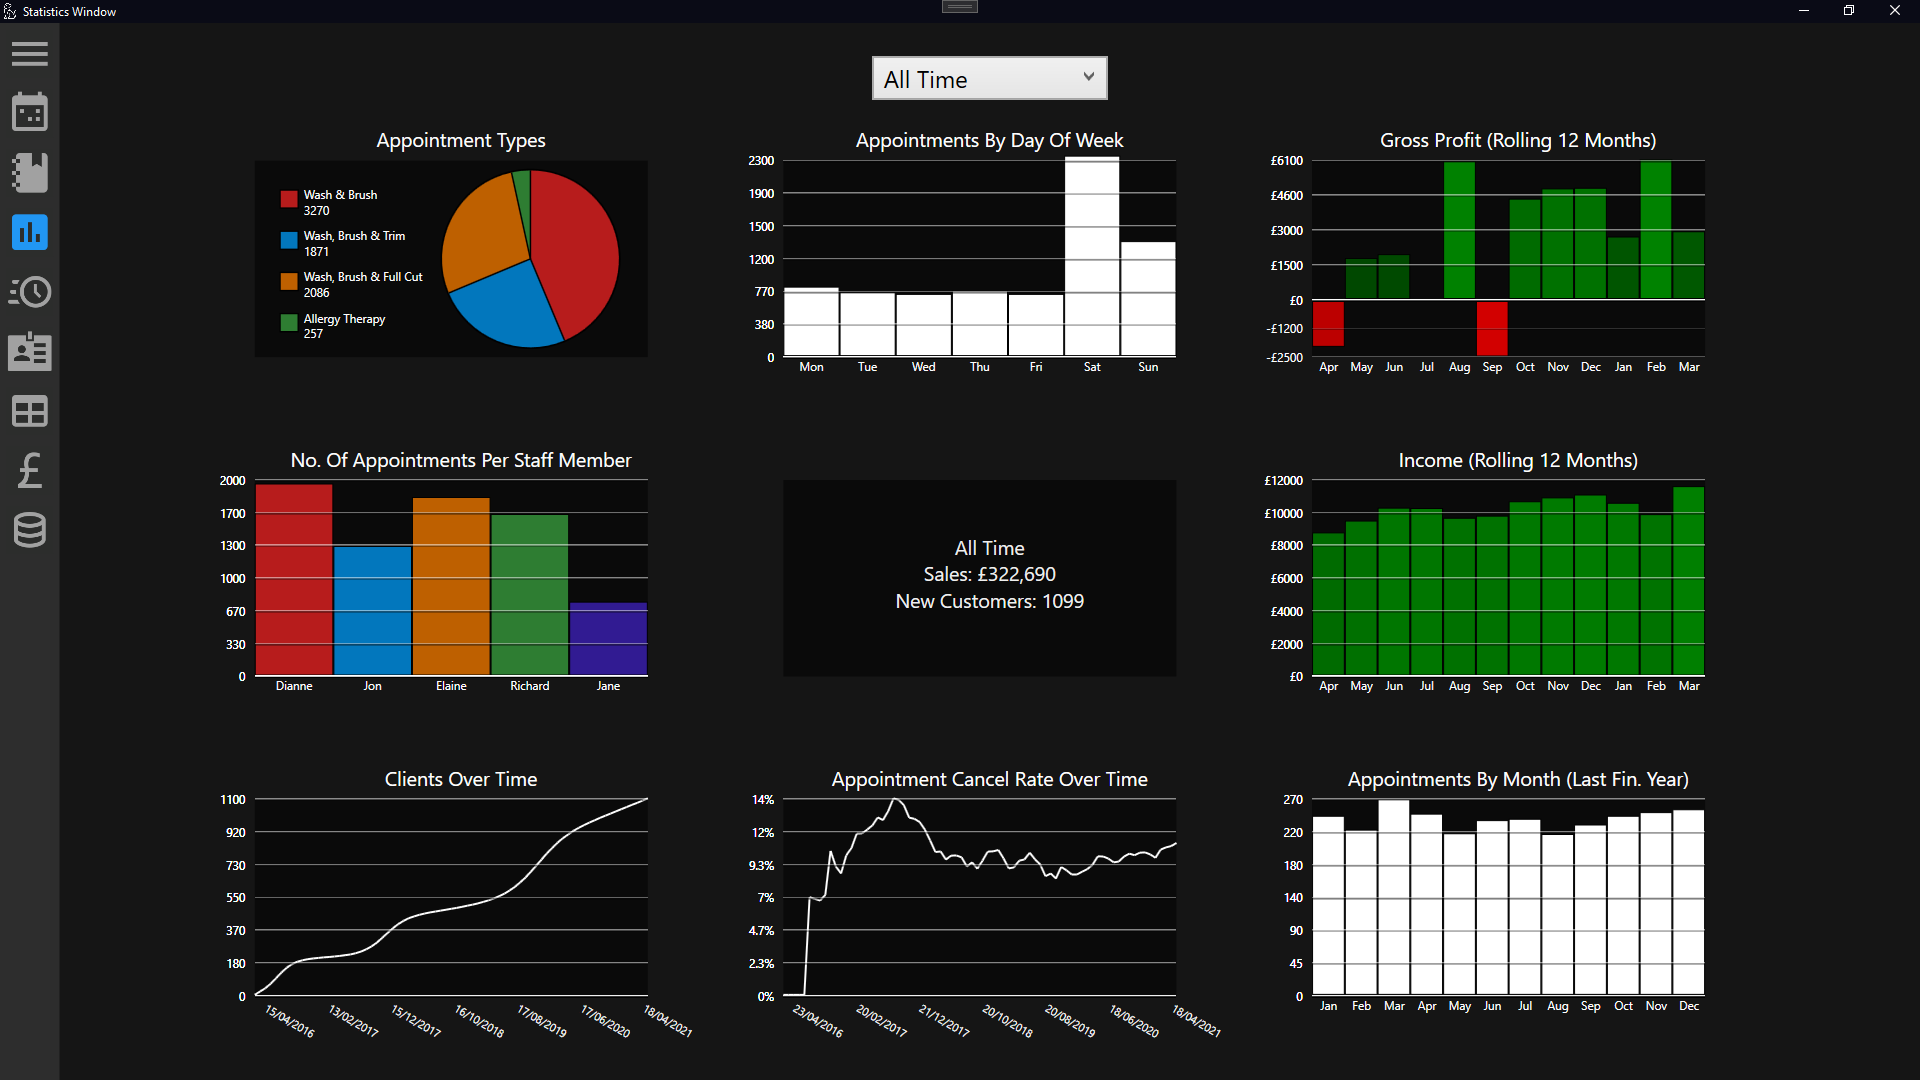 Statistics Window
All Time
Appointment Types
Wash & Brush
3270
Wash, Brush & Trim
1871
Wash, Brush & Full Cut
2086
Allergy Therapy
257
Appointments By Day Of Week
2300
1900
1500
1200
770
380
0
Mon Tue Wed Thu Fri Sat Sun
Gross Profit (Rolling 12 Months)
£6100
£4600
£3000
£1500
£0
-£1200
-£2500
Apr May Jun Jul Aug Sep Oct Nov Dec Jan Feb Mar
No. Of Appointments Per Staff Member
2000
1700
1300
1000
670
330
0
Dianne Jon Elaine Richard Jane
All Time
Sales: £322,690
New Customers: 1099
Income (Rolling 12 Months)
£12000
£10000
£8000
£6000
£4000
£2000
£0
Apr May Jun Jul Aug Sep Oct Nov Dec Jan Feb Mar
Clients Over Time
1100
920
730
550
370
180
0
15/04/2016 13/02/2017 15/12/2017 16/10/2018 17/08/2019 17/06/2020 18/04/2021
Appointment Cancel Rate Over Time
14%
12%
9.3%
7%
4.7%
2.3%
0%
23/04/2016 20/02/2017 21/12/2017 20/10/2018 20/08/2019 18/06/2020 18/04/2021
Appointments By Month (Last Fin. Year)
270
220
180
140
90
45
0
Jan Feb Mar Apr May Jun Jul Aug Sep Oct Nov Dec